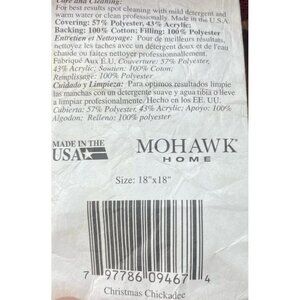 Care and Cleaning:
For best results spot cleaning with mild detergent and
warm water or clean professionally. Made in the U.S.A.
Covering: 57% Polyester, 43% Acrylic;
Backing: 100% Cotton; Filling: 100% Polyester
Entretien et Nettoyage: Pour de meilleurs résultats,
nettoyez les taches avec un détergent doux et de l'eau
chaude ou faites nettoyer professionnellement.
Fabriqué Aux E.U. Couverture: 57% Polyester,
43% Acrylic; Soutien: 100% Coton;
Remplissage: 100% Polyester
Cuidado y Limpieza: Para optimos resultados limpie
las manchas con un detergente suave y agua tibia o lleve
a limpiar profesionalmente. Hecho en los EE. UU.
Cubierta: 57% Polyester, 43% Acrylic; Apoyo: 100%
Algodon; Relleno: 100% polyester
MADE IN THE
USA
MOHAWK
HOME
Size: 18"x18"
7 97786 09467 4
Christmas Chickadee